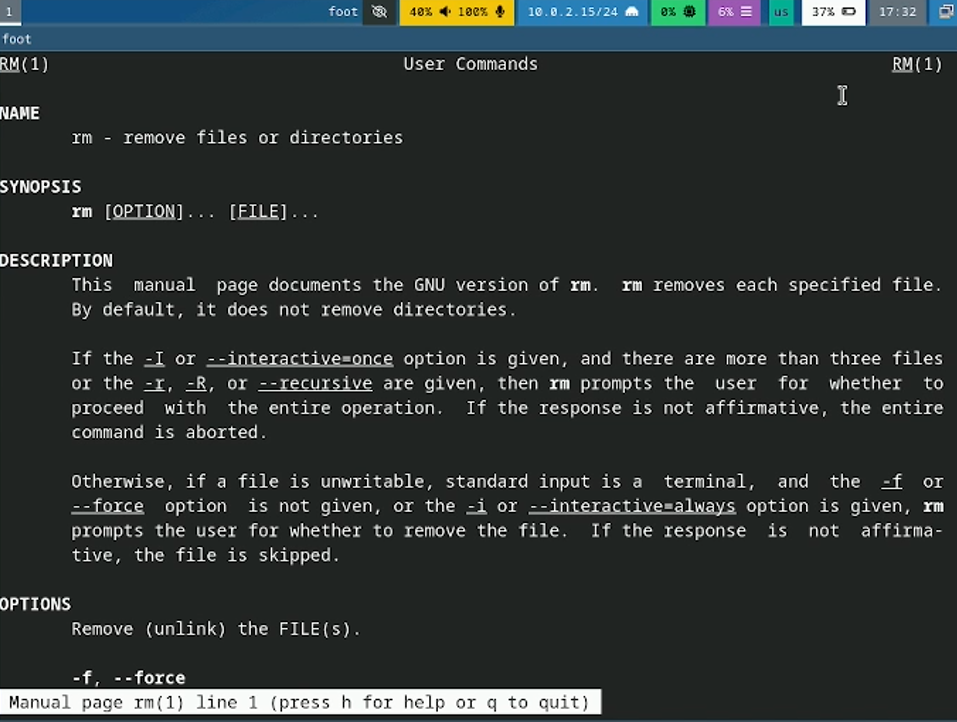 1 foot 40% 100% 10.0.2.15/24 0% 6% us 37% 17:32
foot
RM(1) User Commands RM(1)
NAME
rm - remove files or directories
SYNOPSIS
rm [OPTION]... [FILE]...
DESCRIPTION
This manual page documents the GNU version of rm. rm removes each specified file.
By default, it does not remove directories.
If the -I or --interactive=once option is given, and there are more than three files
or the -r, -R, or --recursive are given, then rm prompts the user for whether to
proceed with the entire operation. If the response is not affirmative, the entire
command is aborted.
Otherwise, if a file is unwritable, standard input is a terminal, and the -f or
--force option is not given, or the -i or --interactive=always option is given, rm
prompts the user for whether to remove the file. If the response is not affirma-
tive, the file is skipped.
OPTIONS
Remove (unlink) the FILE(s).
-f, --force
Manual page rm(1) line 1 (press h for help or q to quit)